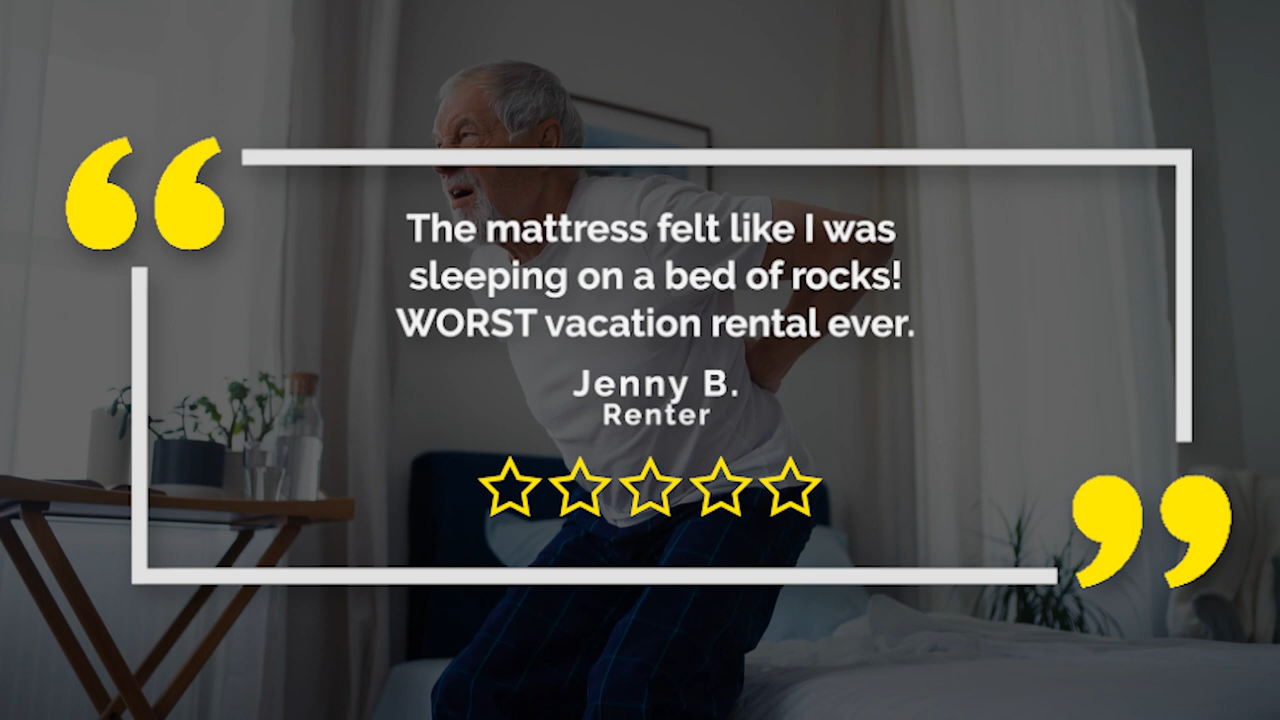 The mattress felt like I was
sleeping on a bed of rocks!
WORST vacation rental ever.
Jenny B.
Renter